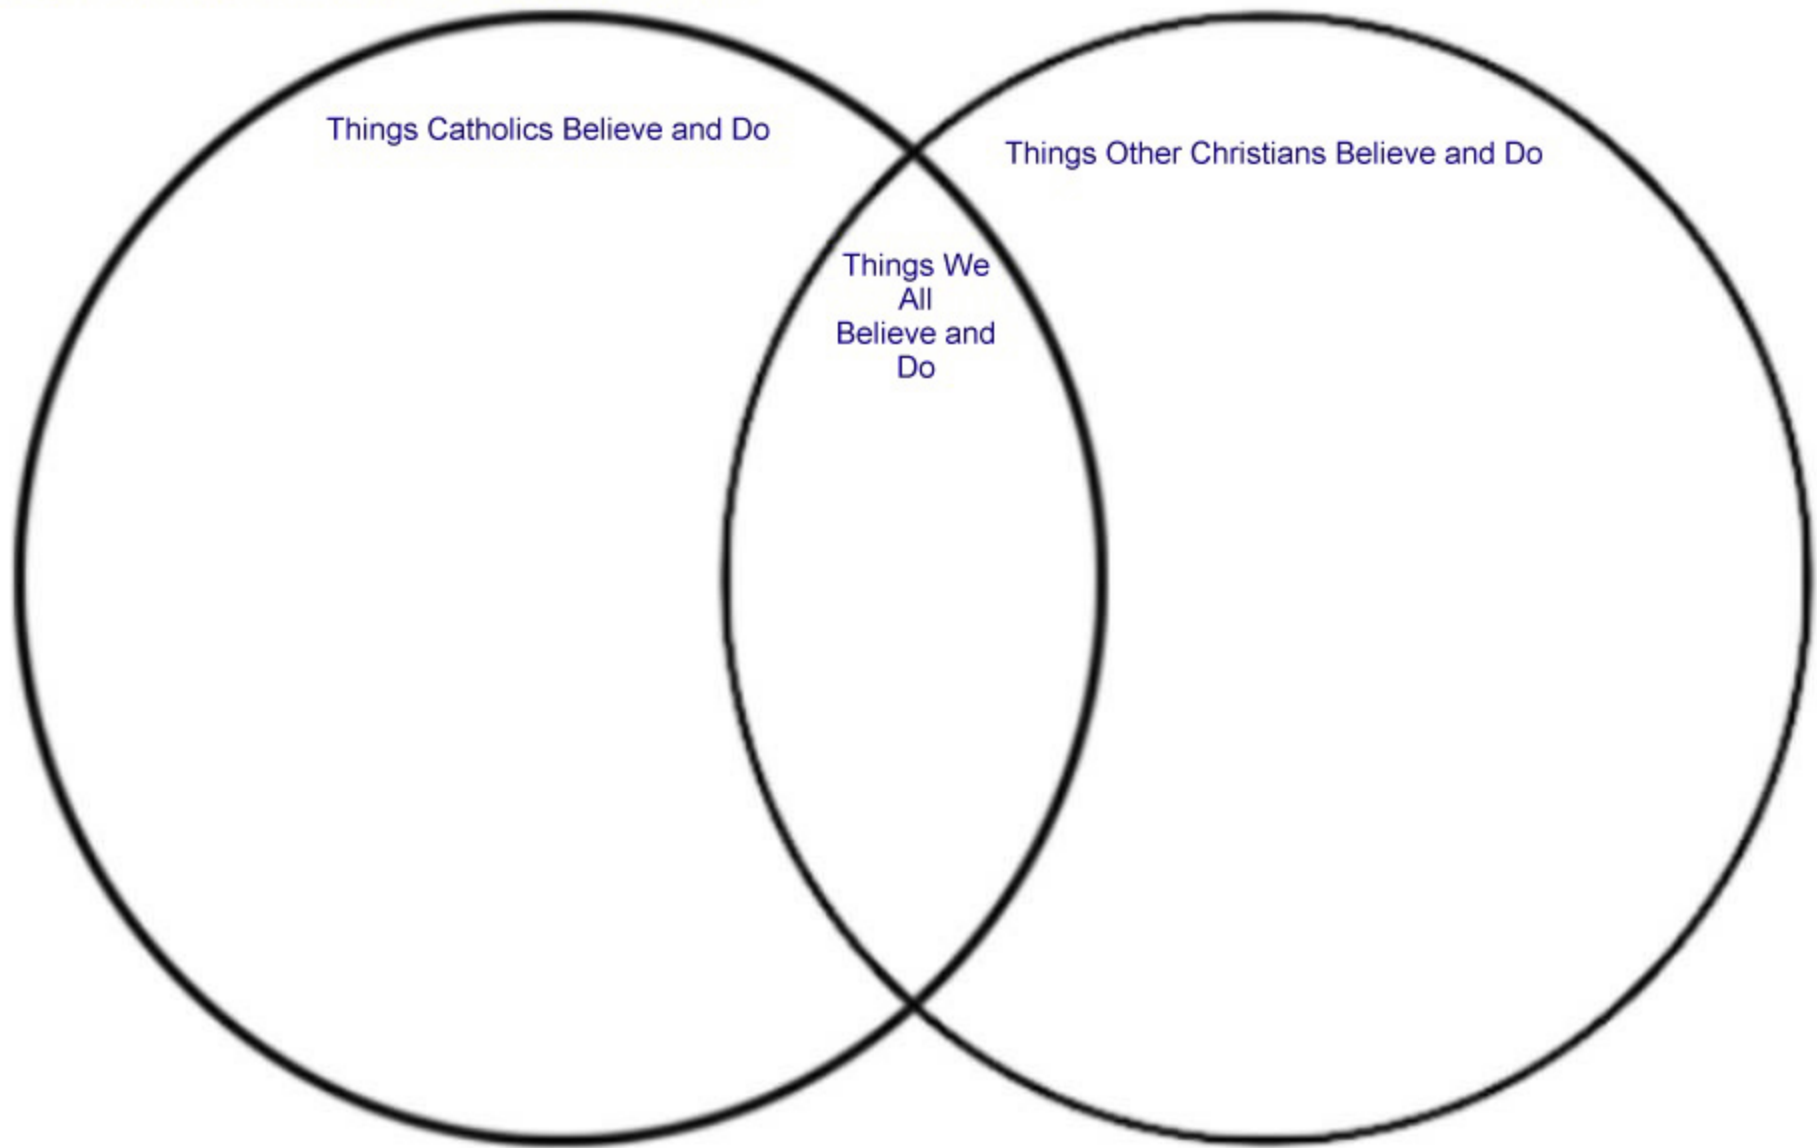 Things Catholics Believe and Do
Things Other Christians Believe and Do
Things We
All
Believe and
Do